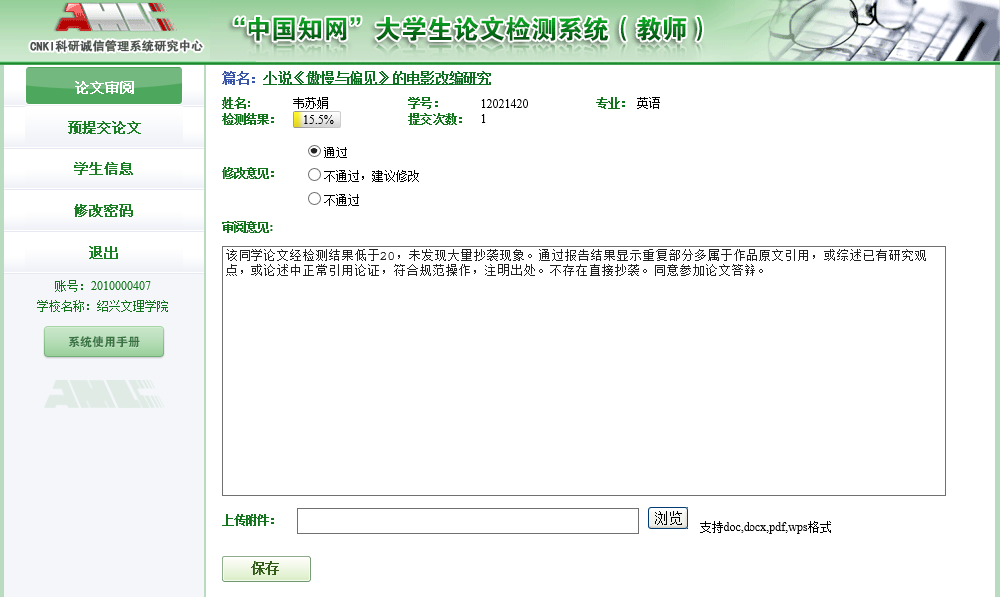 AMLC
CNKI科研诚信管理系统研究中心
“中国知网”大学生论文检测系统（教师）
论文审阅
预提交论文
学生信息
修改密码
退出
账号：2010000407
学校名称：绍兴文理学院
系统使用手册
AMLC
篇名：小说《傲慢与偏见》的电影改编研究
姓名： 韦苏娟 学号： 12021420 专业： 英语
检测结果： 15.5% 提交次数： 1
修改意见：
通过
不通过，建议修改
不通过
审阅意见：
该同学论文经检测结果低于20，未发现大量抄袭现象。通过报告结果显示重复部分多属于作品原文引用，或综述已有研究观
点，或论述中正常引用论证，符合规范操作，注明出处。不存在直接抄袭。同意参加论文答辩。
上传附件： 浏览 支持doc,docx,pdf,wps格式
保存